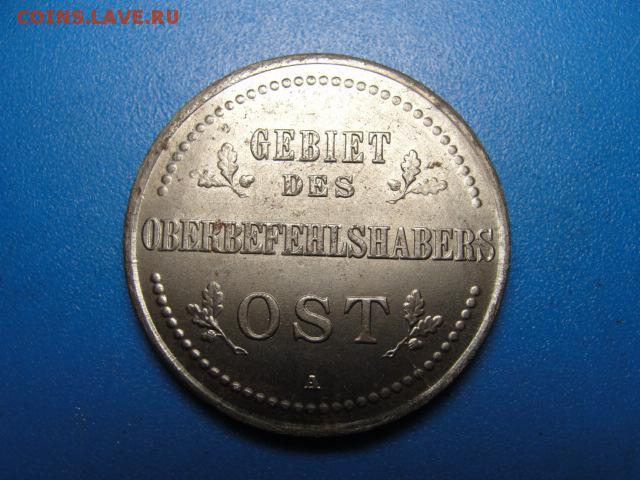 COINS.LAVE.RU
GEBIET
DES
OBERBEFEHLSHABERS
OST
A